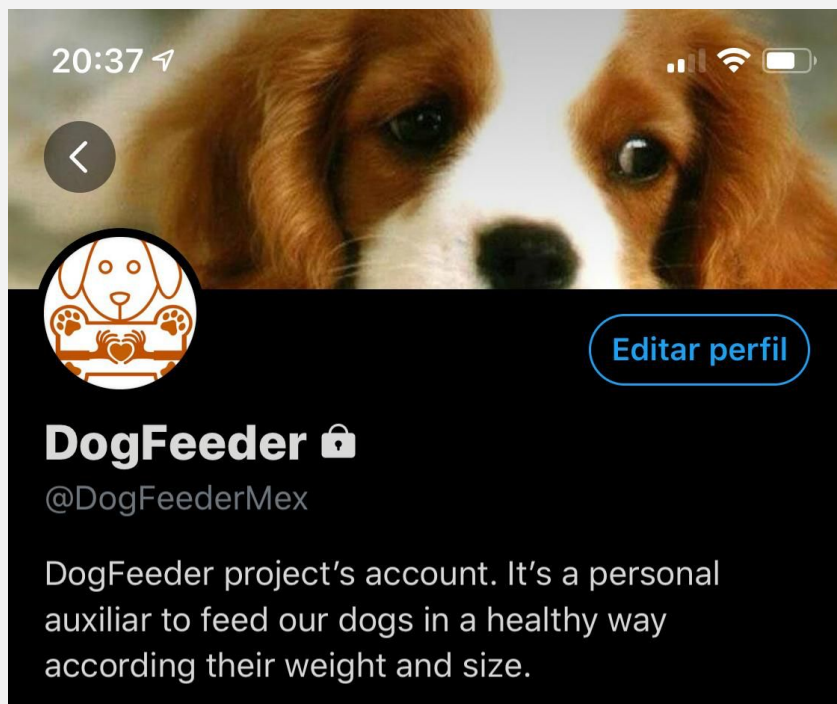 20:37
Editar perfil
DogFeeder
@DogFeederMex
DogFeeder project's account. It's a personal
auxiliar to feed our dogs in a healthy way
according their weight and size.